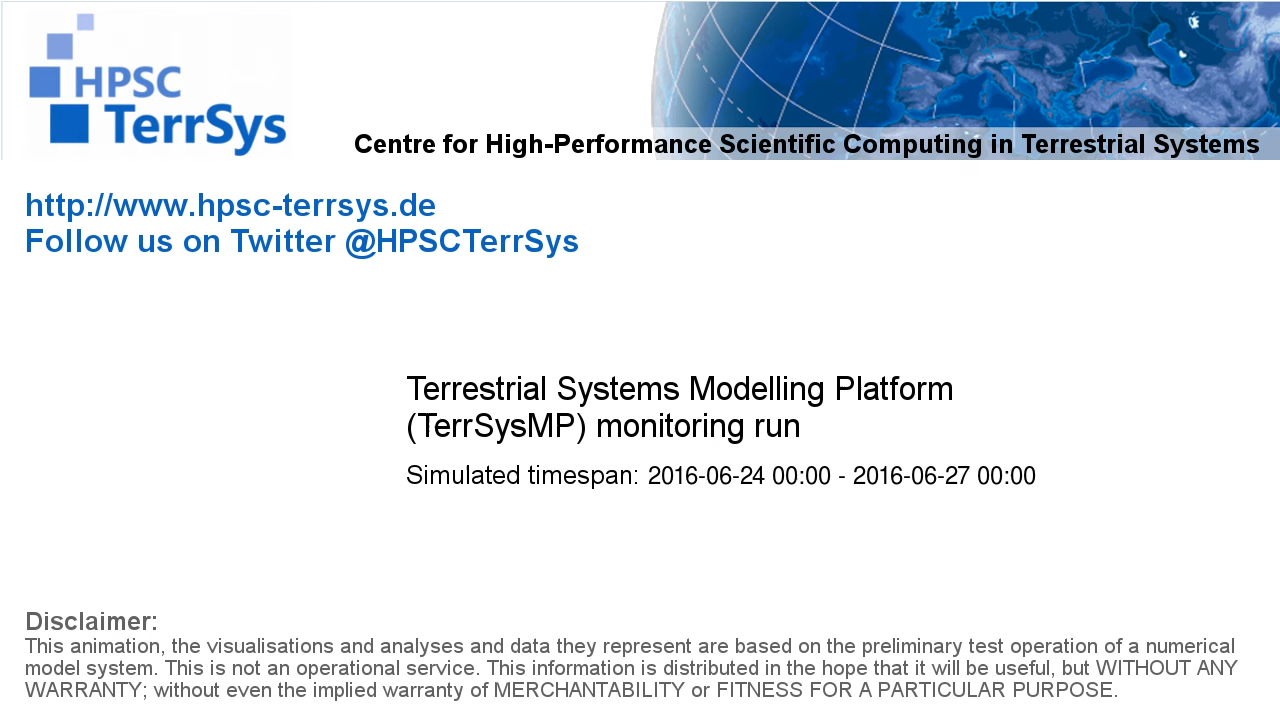 HPSC
TerrSys
Centre for High-Performance Scientific Computing in Terrestrial Systems
http://www.hpsc-terrsys.de
Follow us on Twitter @HPSCTerrSys
Terrestrial Systems Modelling Platform
(TerrSysMP) monitoring run
Simulated timespan: 2016-06-24 00:00 - 2016-06-27 00:00
Disclaimer:
This animation, the visualisations and analyses and data they represent are based on the preliminary test operation of a numerical
model system. This is not an operational service. This information is distributed in the hope that it will be useful, but WITHOUT ANY
WARRANTY; without even the implied warranty of MERCHANTABILITY or FITNESS FOR A PARTICULAR PURPOSE.